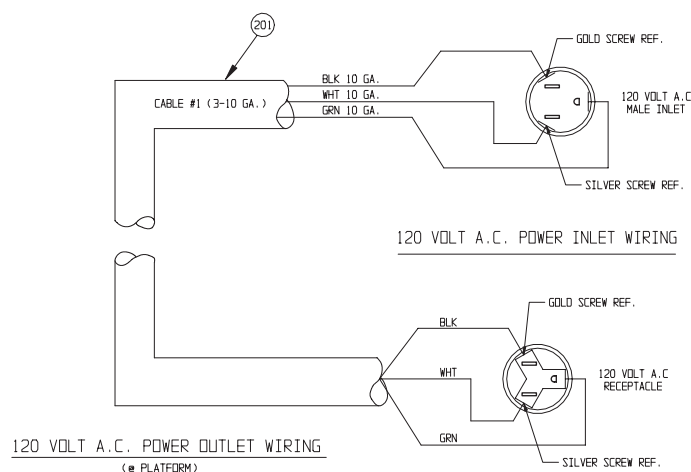 201
GOLD SCREW REF.
BLK 10 GA.
CABLE #1 (3-10 GA.)
WHT 10 GA.
GRN 10 GA.
120 VOLT A.C
MALE INLET
SILVER SCREW REF.
120 VOLT A.C. POWER INLET WIRING
GOLD SCREW REF.
BLK
WHT
120 VOLT A.C
RECEPTACLE
GRN
120 VOLT A.C. POWER OUTLET WIRING
(@ PLATFORM)
SILVER SCREW REF.